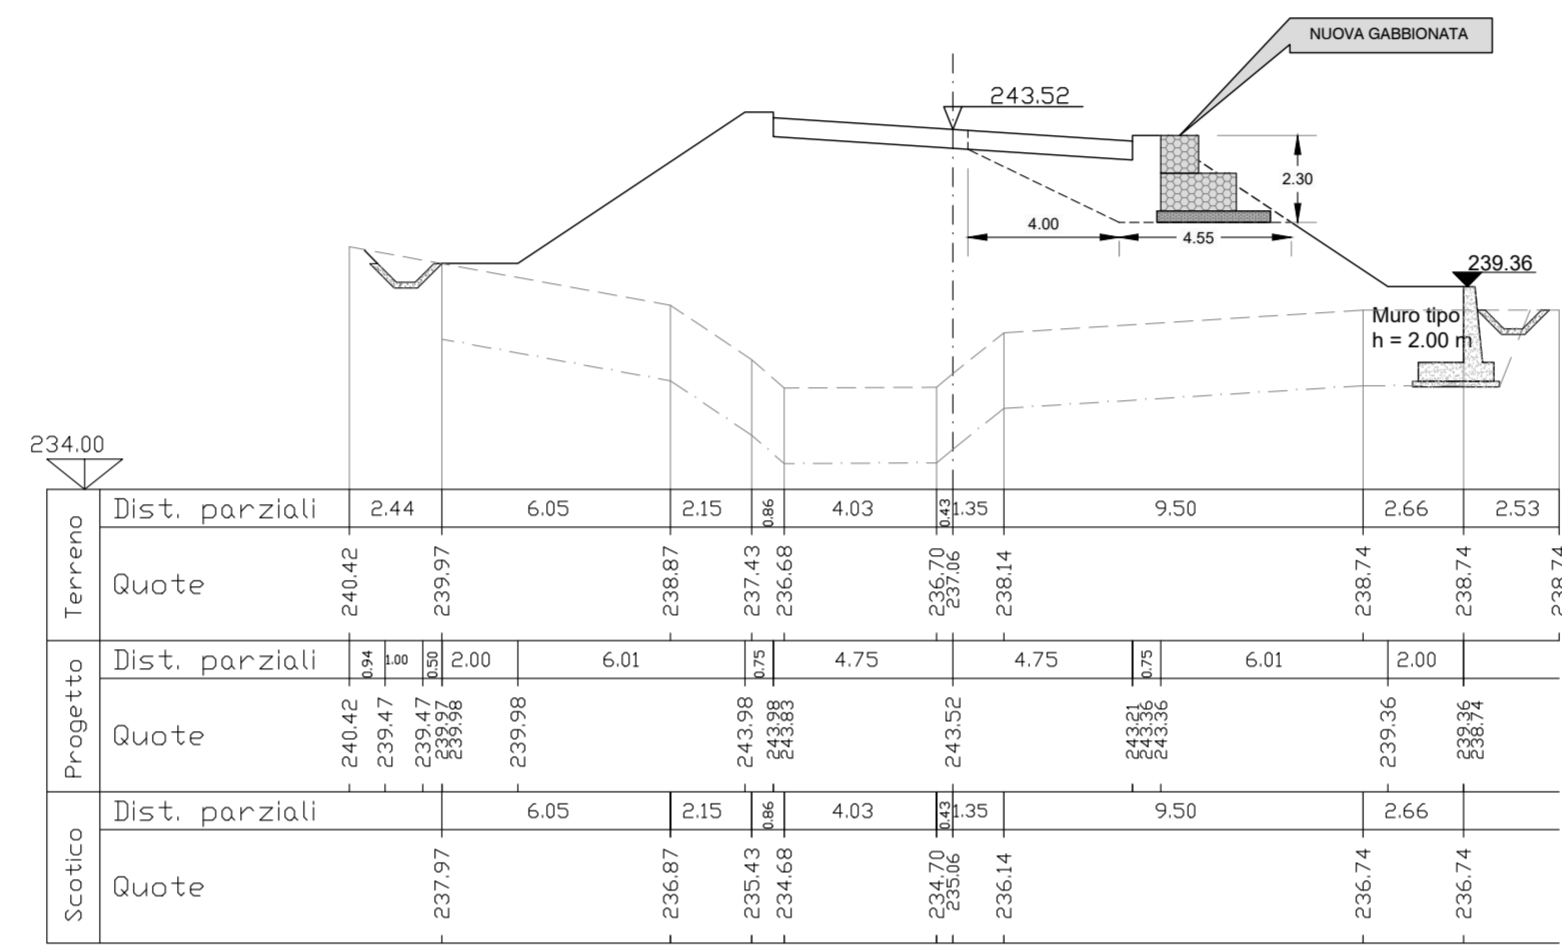 NUOVA GABBIONATA
243.52
2.30
4.00
4.55
239.36
Muro tipo
h = 2.00 m
234.00
Terreno
Dist. parziali 2.44 6.05 2.15 0.86 4.03 0.43 1.35 9.50 2.66 2.53
Quote 240.42 239.97 238.87 237.43 236.68 236.70 237.06 238.14 238.74 238.74 238.74
Progetto
Dist. parziali 0.94 1.00 0.50 2.00 6.01 0.75 4.75 4.75 0.75 6.01 2.00
Quote 240.42 239.47 239.47 239.97 239.98 239.98 243.98 243.98 243.83 243.52 243.21 243.36 243.36 239.36 239.36 238.74
Scotico
Dist. parziali 6.05 2.15 0.86 4.03 0.43 1.35 9.50 2.66
Quote 237.97 236.87 235.43 234.68 234.70 235.06 236.14 236.74 236.74